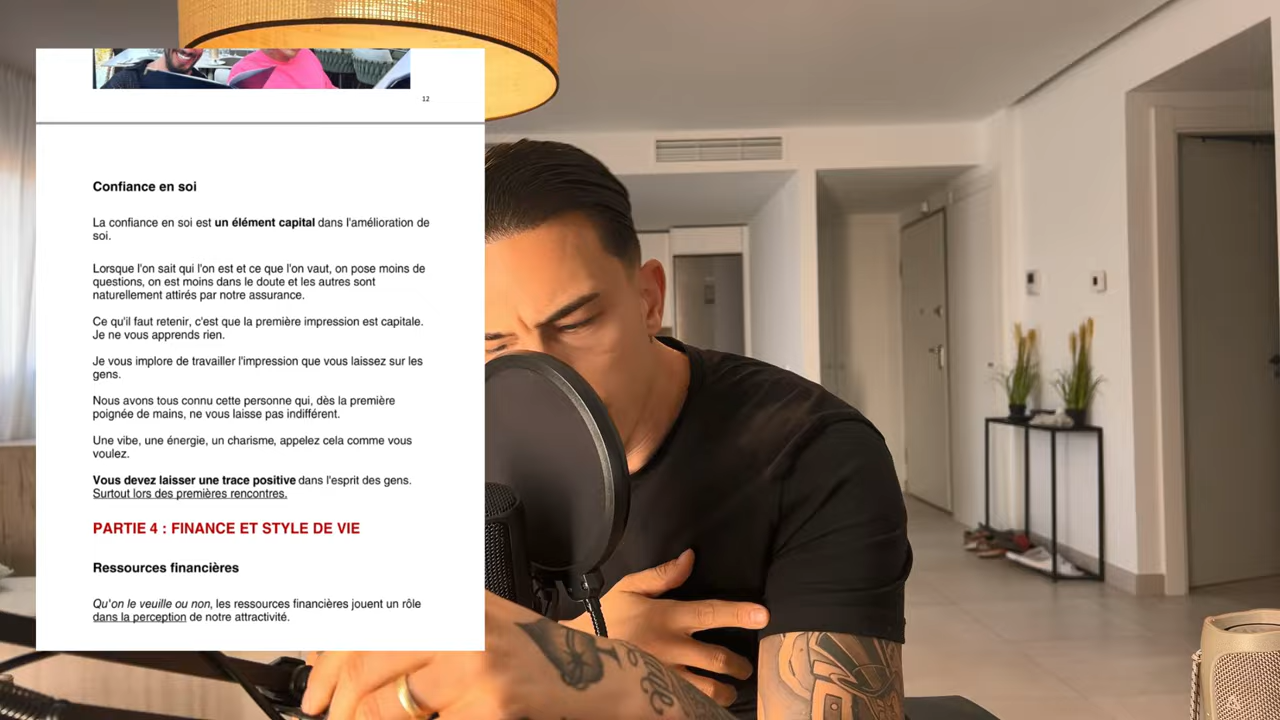 12
Confiance en soi
La confiance en soi est un élément capital dans l'amélioration de
soi.
Lorsque l'on sait qui l'on est et ce que l'on vaut, on pose moins de
questions, on est moins dans le doute et les autres sont
naturellement attirés par notre assurance.
Ce qu'il faut retenir, c'est que la première impression est capitale.
Je ne vous apprends rien.
Je vous implore de travailler l'impression que vous laissez sur les
gens.
Nous avons tous connu cette personne qui, dès la première
poignée de mains, ne vous laisse pas indifférent.
Une vibe, une énergie, un charisme, appelez cela comme vous
voulez.
Vous devez laisser une trace positive dans l'esprit des gens.
Surtout lors des premières rencontres.
PARTIE 4 : FINANCE ET STYLE DE VIE
Ressources financières
Qu'on le veuille ou non, les ressources financières jouent un rôle
dans la perception de notre attractivité.